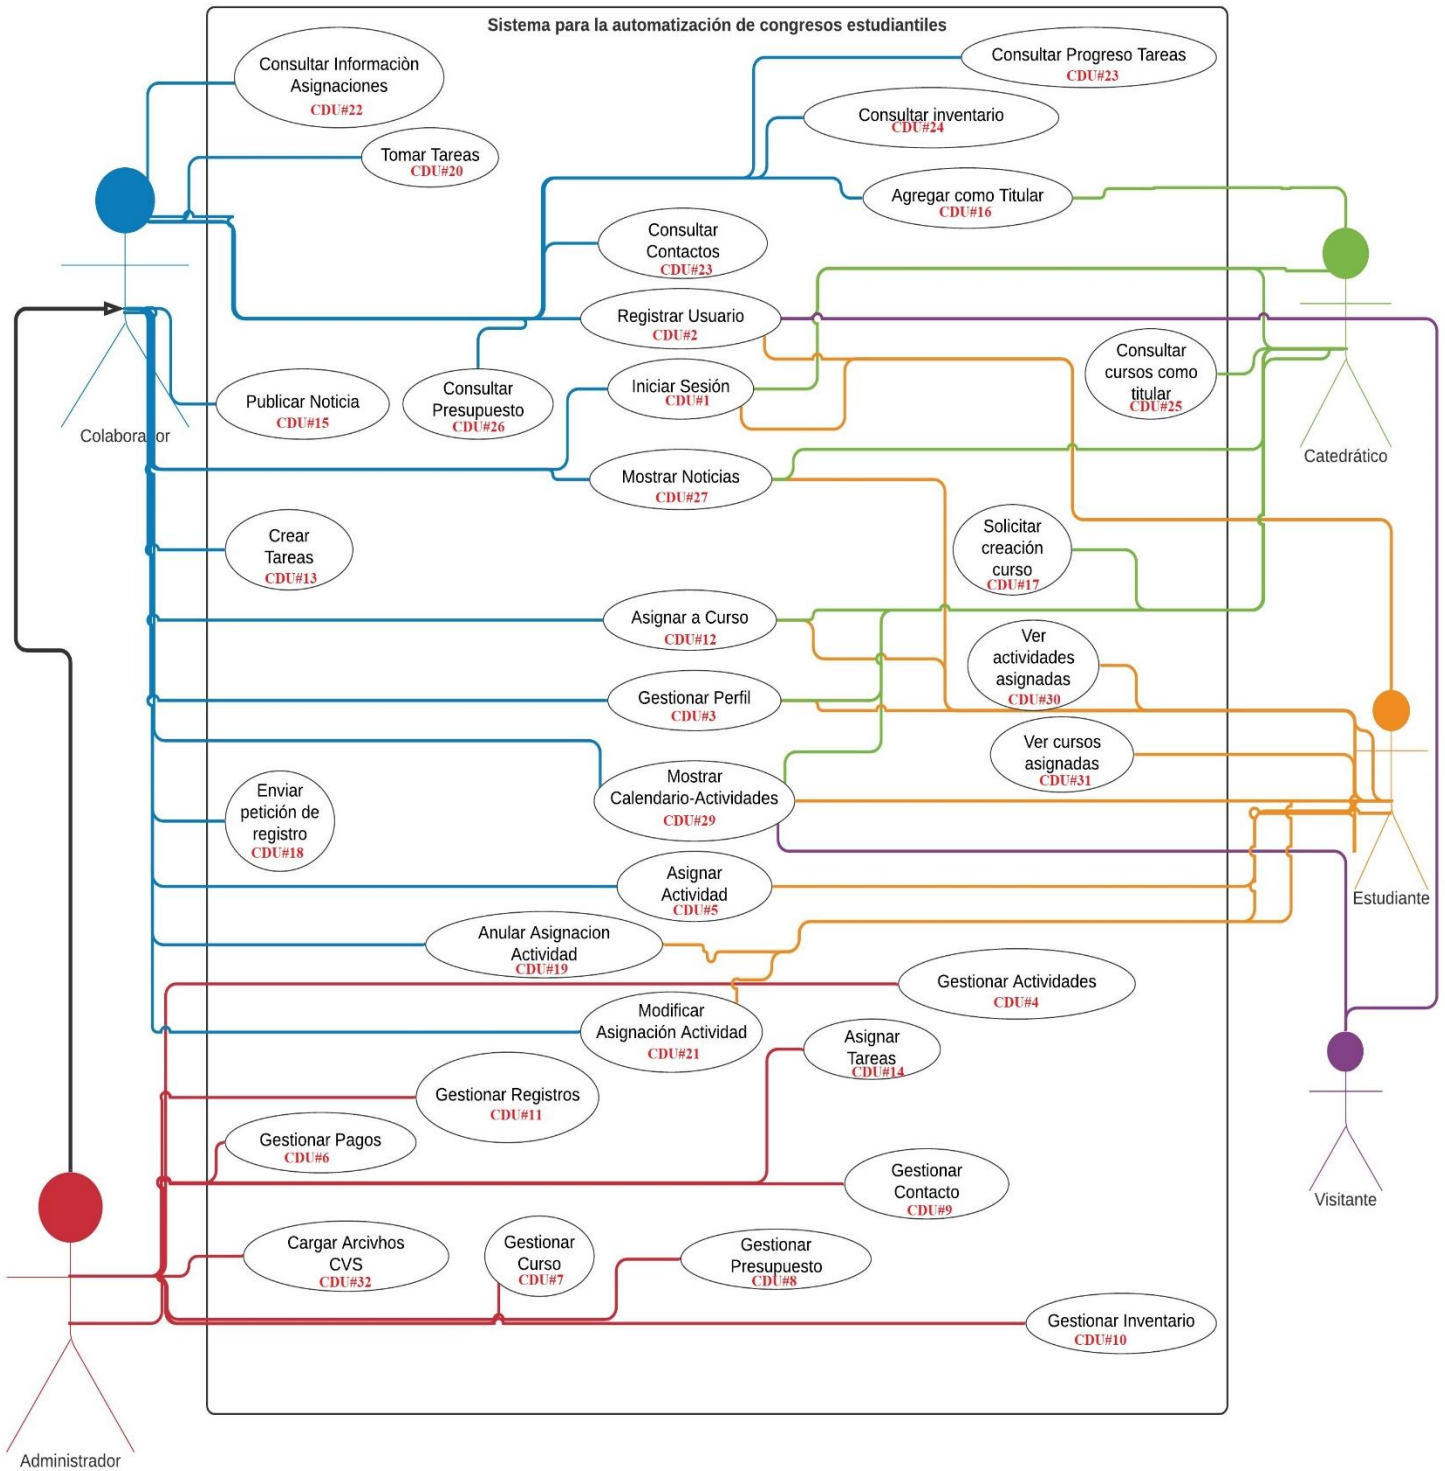 Sistema para la automatización de congresos estudiantiles
Consultar Informaciòn
Asignaciones
CDU#22
Consultar Progreso Tareas
CDU#23
Consultar inventario
CDU#24
Tomar Tareas
CDU#20
Agregar como Titular
CDU#16
Consultar
Contactos
CDU#23
Registrar Usuario
CDU#2
Consultar
cursos como
titular
CDU#25
Iniciar Sesión
CDU#1
Consultar
Presupuesto
CDU#26
Publicar Noticia
CDU#15
Colaborador
Catedrático
Mostrar Noticias
CDU#27
Crear
Tareas
CDU#13
Solicitar
creación
curso
CDU#17
Asignar a Curso
CDU#12
Ver
actividades
asignadas
CDU#30
Gestionar Perfil
CDU#3
Ver cursos
asignadas
CDU#31
Mostrar
Calendario-Actividades
CDU#29
Enviar
petición de
registro
CDU#18
Asignar
Actividad
CDU#5
Estudiante
Anular Asignacion
Actividad
CDU#19
Gestionar Actividades
CDU#4
Modificar
Asignación Actividad
CDU#21
Asignar
Tareas
CDU#14
Gestionar Registros
CDU#11
Gestionar Pagos
CDU#6
Gestionar
Contacto
CDU#9
Visitante
Cargar Arcivhos
CVS
CDU#32
Gestionar
Curso
CDU#7
Gestionar
Presupuesto
CDU#8
Gestionar Inventario
CDU#10
Administrador